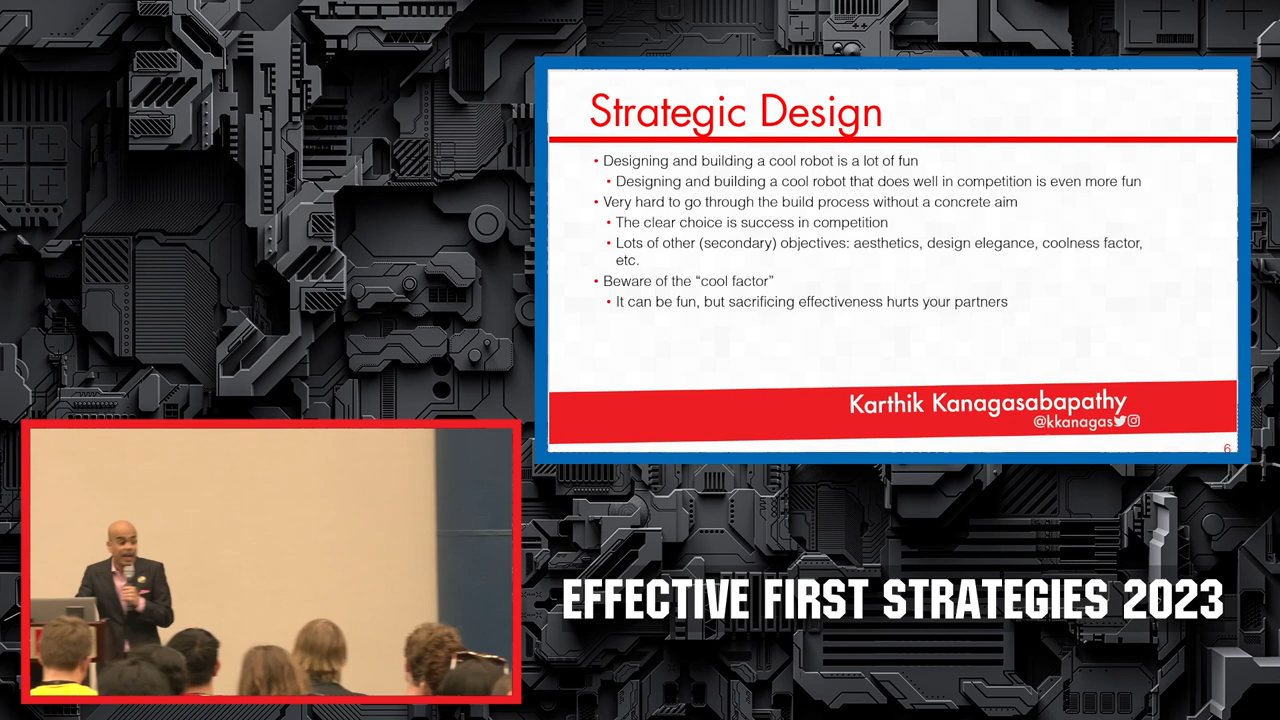 Strategic Design
• Designing and building a cool robot is a lot of fun
• Designing and building a cool robot that does well in competition is even more fun
• Very hard to go through the build process without a concrete aim
• The clear choice is success in competition
• Lots of other (secondary) objectives: aesthetics, design elegance, coolness factor,
etc.
• Beware of the “cool factor”
• It can be fun, but sacrificing effectiveness hurts your partners
Karthik Kanagasabapathy
@kkanagas
6
EFFECTIVE FIRST STRATEGIES 2023